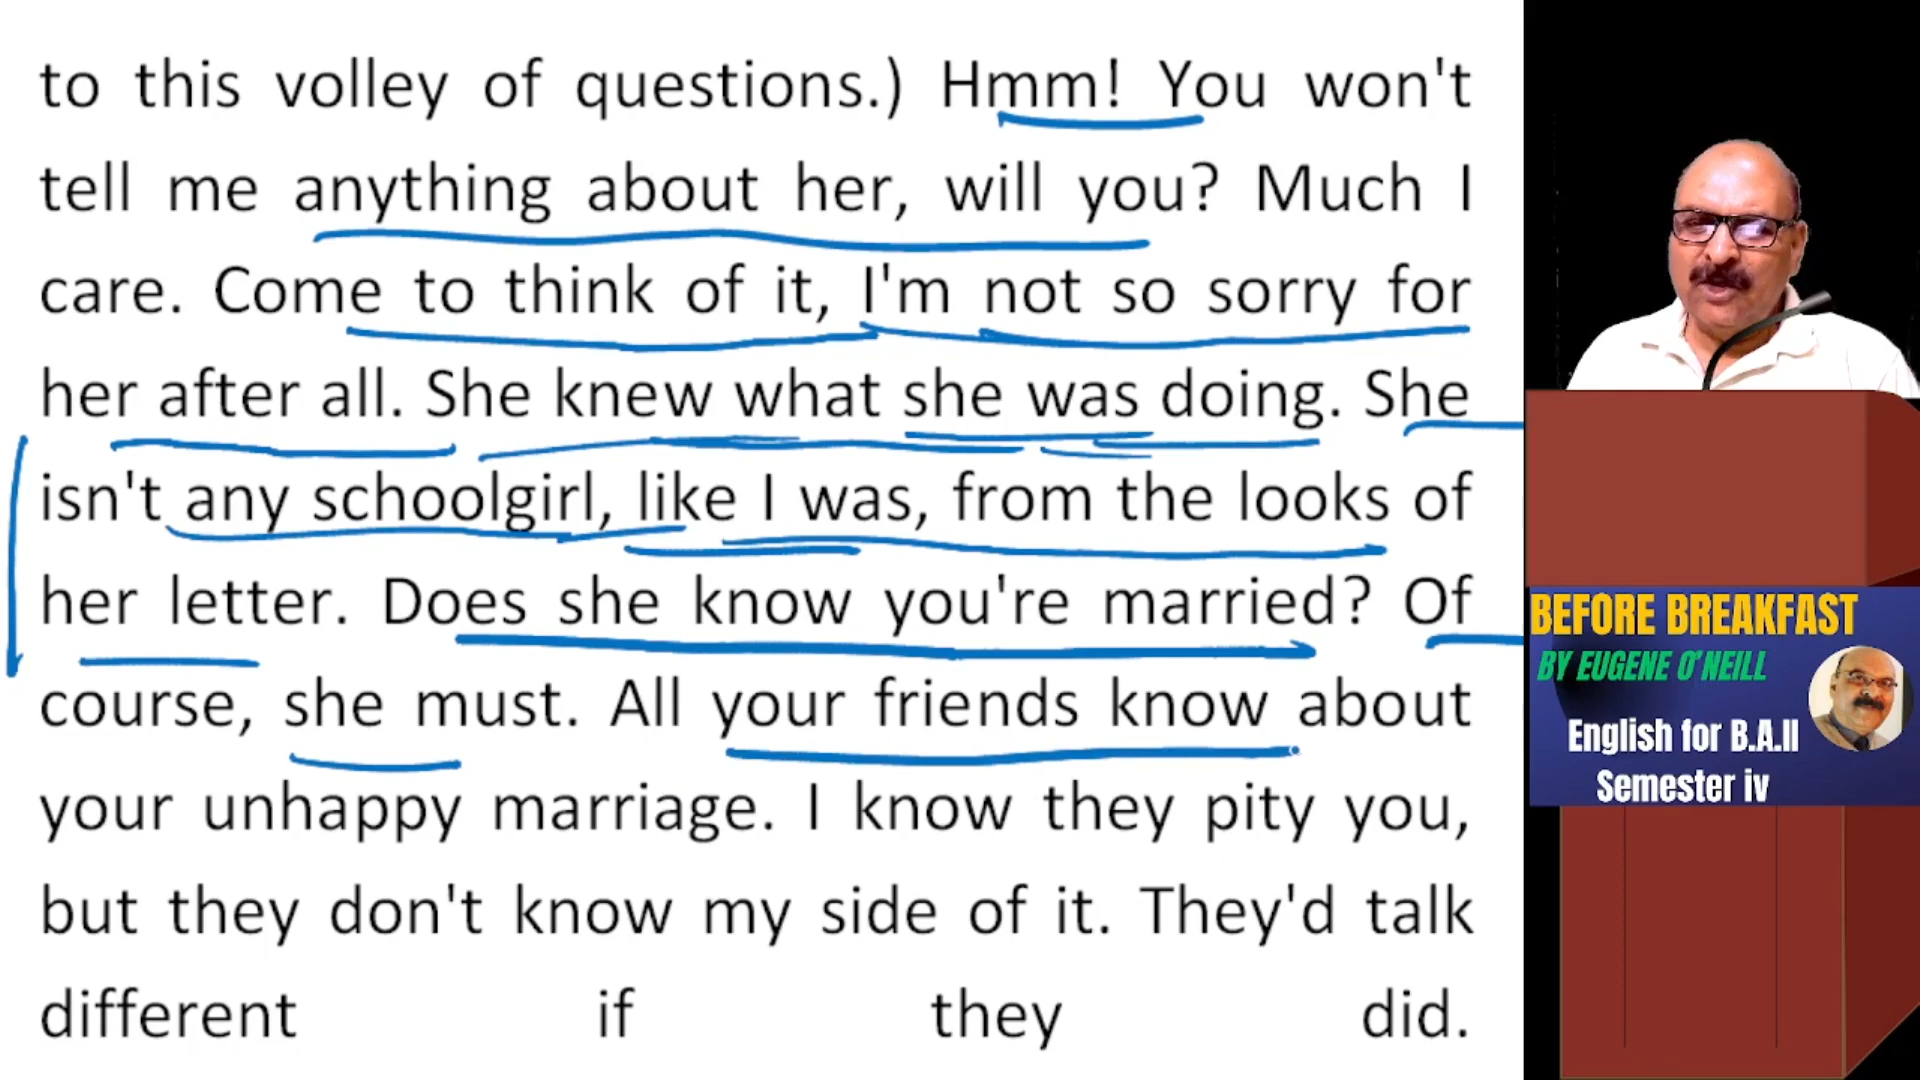 to this volley of questions.) Hmm! You won't
tell me anything about her, will you? Much I
care. Come to think of it, I'm not so sorry for
her after all. She knew what she was doing. She
isn't any schoolgirl, like I was, from the looks of
her letter. Does she know you're married? Of
course, she must. All your friends know about
your unhappy marriage. I know they pity you,
but they don't know my side of it. They'd talk
different if they did.
BEFORE BREAKFAST
BY EUGENE O'NEILL
English for B.A.II
Semester iv